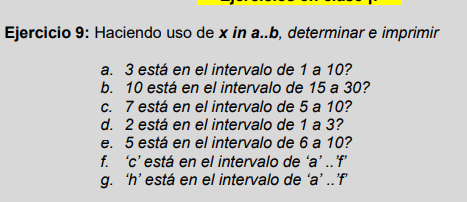 Ejercicio 9: Haciendo uso de x in a..b, determinar e imprimir
a. 3 está en el intervalo de 1 a 10?
b. 10 está en el intervalo de 15 a 30?
c. 7 está en el intervalo de 5 a 10?
d. 2 está en el intervalo de 1 a 3?
e. 5 está en el intervalo de 6 a 10?
f. ‘c’ está en el intervalo de ‘a’ ..’f’
g. ‘h’ está en el intervalo de ‘a’ ..’f’